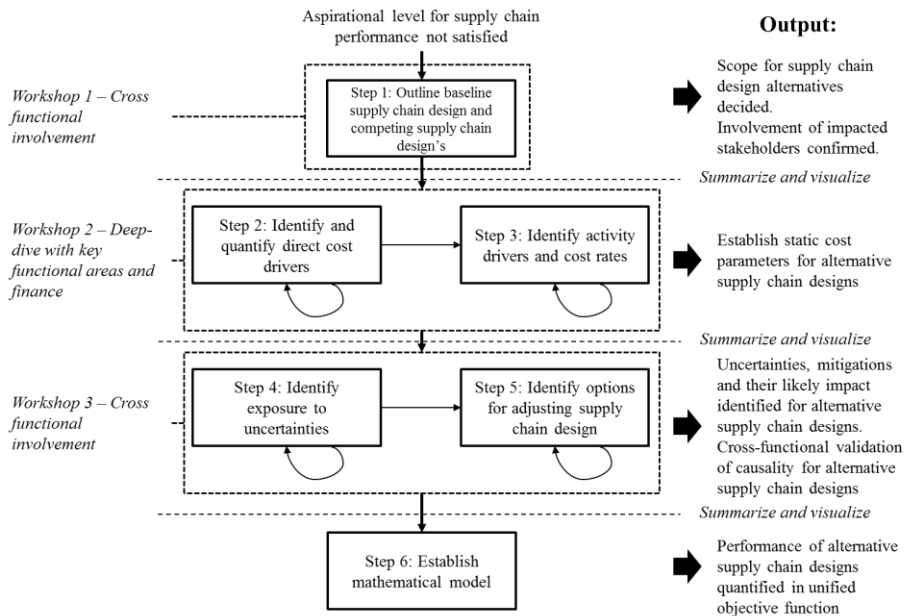 Aspirational level for supply chain
performance not satisfied
Output:
Workshop 1 – Cross
functional
involvement
Step 1: Outline baseline
supply chain design and
competing supply chain
design's
Scope for supply chain
design alternatives
decided.
Involvement of impacted
stakeholders confirmed.
Summarize and visualize
Workshop 2 – Deep-
dive with key
functional areas and
finance
Step 2: Identify and
quantify direct cost
drivers
Step 3: Identify activity
drivers and cost rates
Establish static cost
parameters for alternative
supply chain designs
Summarize and visualize
Workshop 3 – Cross
functional
involvement
Step 4: Identify
exposure to
uncertainties
Step 5: Identify options
for adjusting supply
chain design
Uncertainties, mitigations
and their likely impact
identified for alternative
supply chain designs.
Cross-functional validation
of causality for alternative
supply chain designs
Summarize and visualize
Step 6: Establish
mathematical model
Performance of alternative
supply chain designs
quantified in unified
objective function